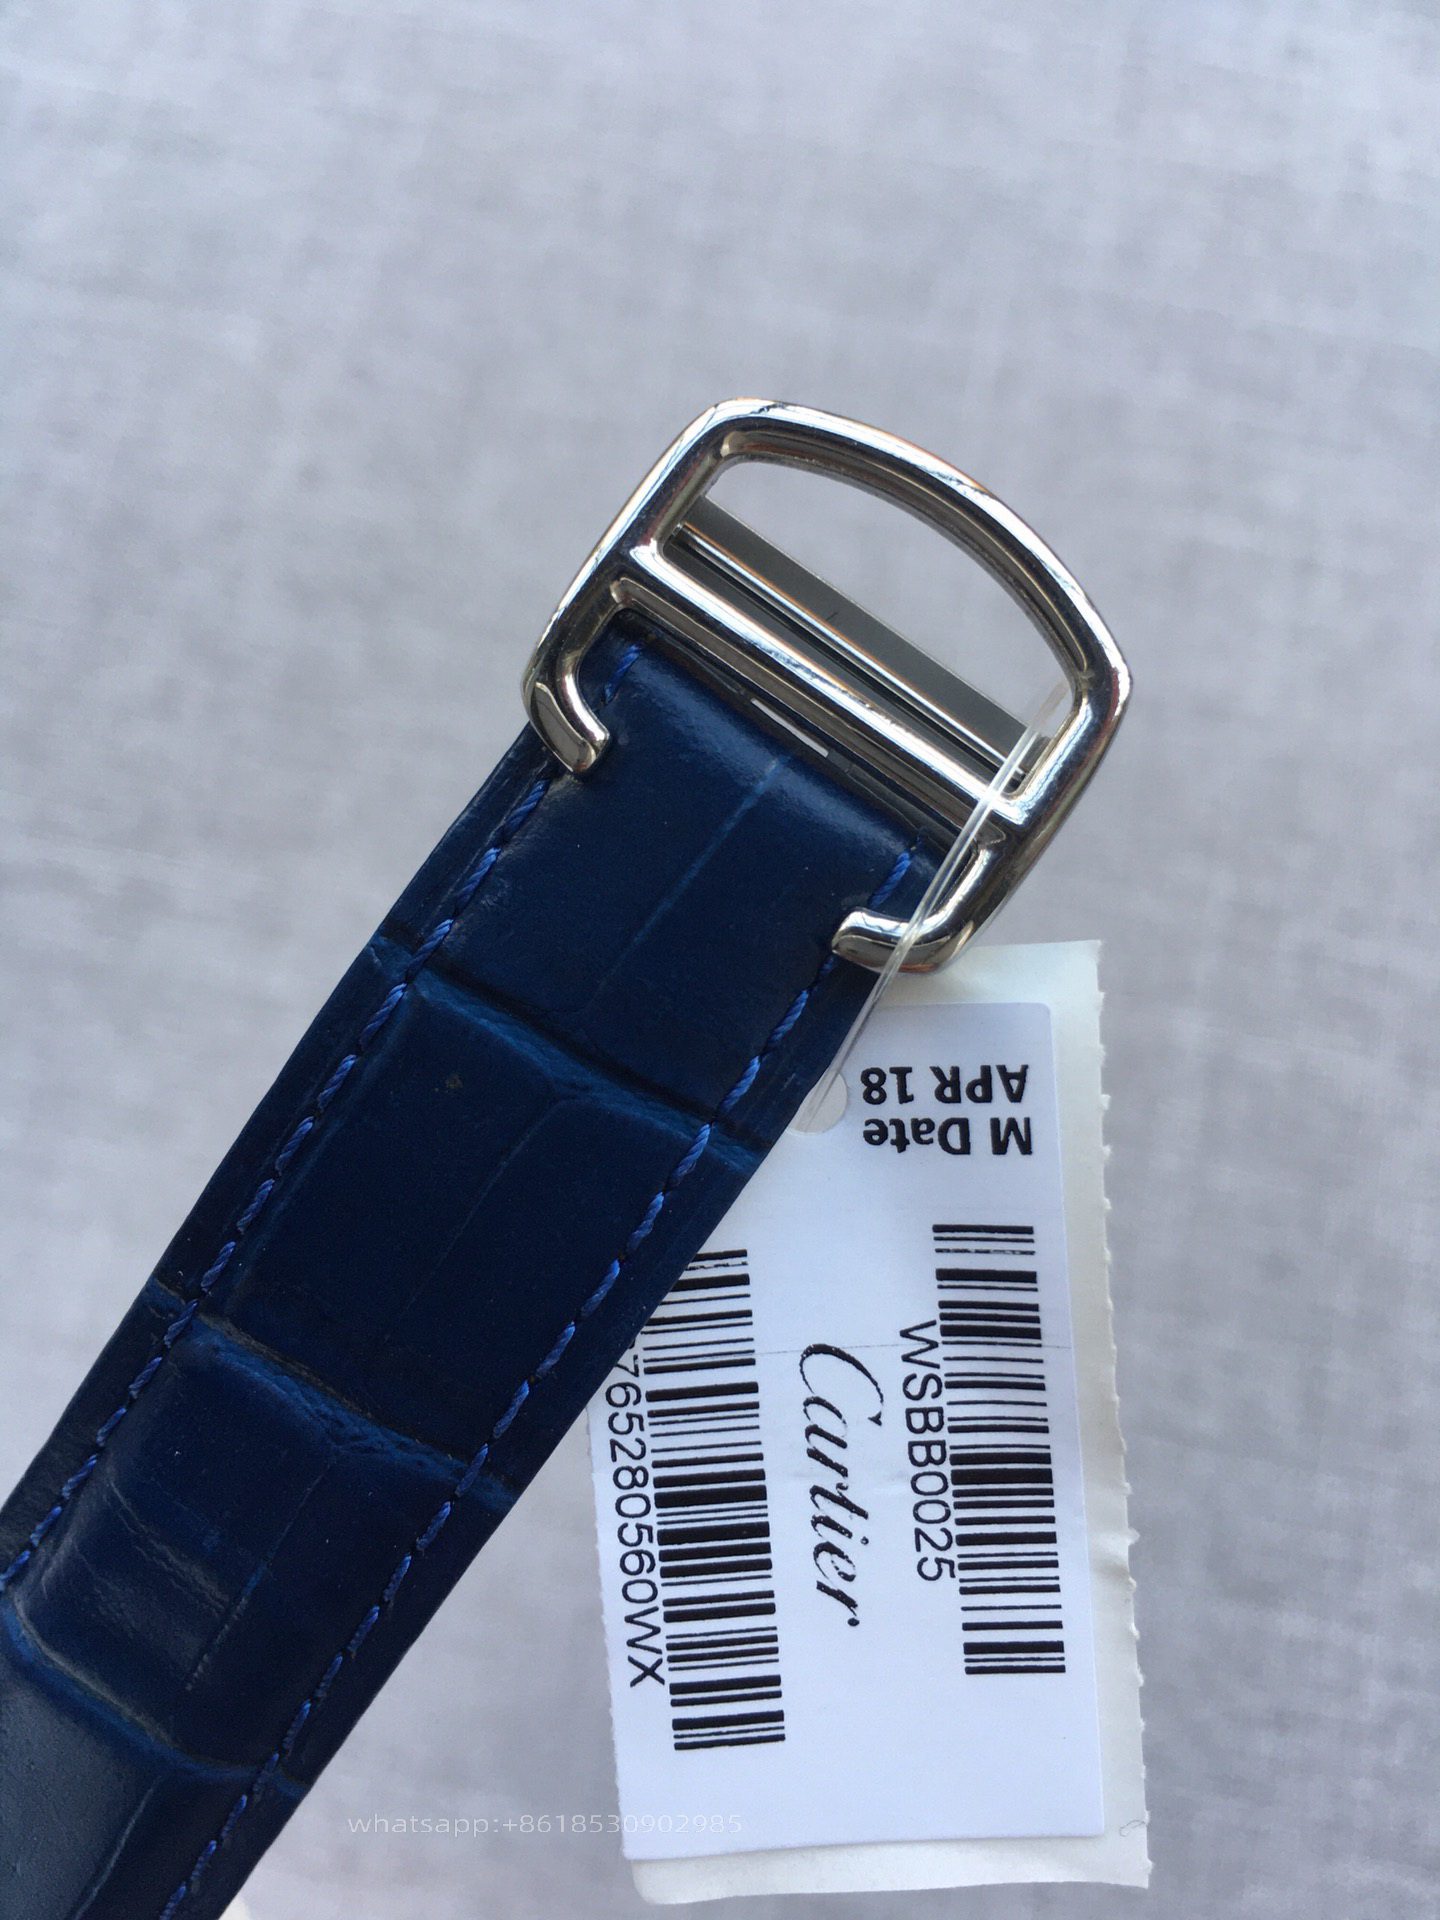 M Date
APR 18
WSBB0025
Cartier
765280560WX
whatsapp:+8618530902985